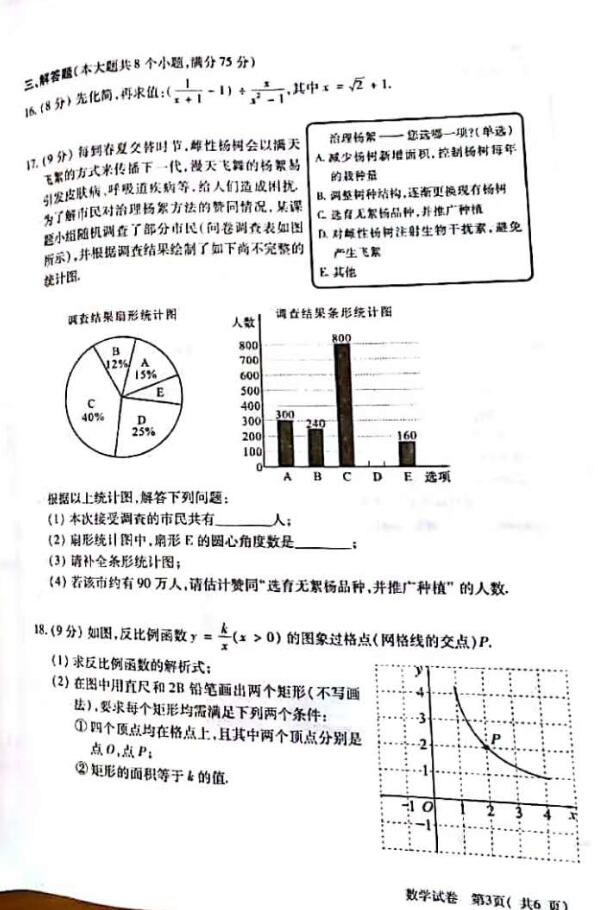 三、解答题(本大题共8个小题,满分75分)
16.(8分)先化简,再求值:(1/(x+1) - 1) ÷ x/(x²-1),其中x = √2 + 1.
17.(9分)每到春夏交替时节,雌性杨树会以满天
飞絮的方式来传播下一代,漫天飞舞的杨絮易
引发皮肤病、呼吸道疾病等,给人们造成困扰.
为了解市民对治理杨絮方法的赞同情况,某课
题小组随机调查了部分市民(问卷调查表如图
所示),并根据调查结果绘制了如下尚不完整的
统计图.
治理杨絮——您选哪一项?(单选)
A. 减少杨树新增面积,控制杨树每年
的栽种量
B. 调整树种结构,逐渐更换现有杨树
C. 选育无絮杨品种,并推广种植
D. 对雌性杨树注射生物干扰素,避免
产生飞絮
E. 其他
调查结果扇形统计图
B
12%
A
15%
E
C
40%
D
25%
调查结果条形统计图
人数
800
700
600
500
400
300
200
100
0
300
240
800
160
A B C D E 选项
根据以上统计图,解答下列问题:
(1)本次接受调查的市民共有______人;
(2)扇形统计图中,扇形E的圆心角度数是______;
(3)请补全条形统计图;
(4)若该市约有90万人,请估计赞同“选育无絮杨品种,并推广种植”的人数.
18.(9分)如图,反比例函数y = k/x(x > 0)的图象过格点(网格线的交点)P.
(1)求反比例函数的解析式;
(2)在图中用直尺和2B铅笔画出两个矩形(不写画
法),要求每个矩形均需满足下列两个条件:
①四个顶点均在格点上,且其中两个顶点分别是
点O,点P;
②矩形的面积等于k的值.
y
4
3
2
P
1
-1 O 1 2 3 4 x
-1
数学试卷 第3页(共6页)